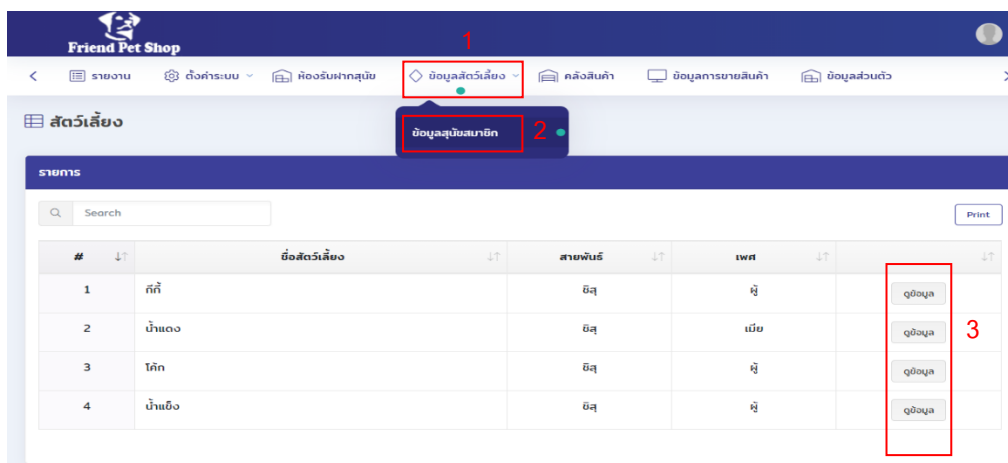 Friend Pet Shop
1
รายงาน ตั้งค่าระบบ ห้องรับฝากสุนัข ข้อมูลสัตว์เลี้ยง คลังสินค้า ข้อมูลการขายสินค้า ข้อมูลส่วนตัว
สัตว์เลี้ยง
ข้อมูลสุนัขสมาชิก 2
รายการ
Search Print
# ชื่อสัตว์เลี้ยง สายพันธ์ เพศ
1 กีกี้ ชิสุ ผู้ ดูข้อมูล
2 น้ำแดง ชิสุ เมีย ดูข้อมูล 3
3 โค้ก ชิสุ ผู้ ดูข้อมูล
4 น้ำแข็ง ชิสุ ผู้ ดูข้อมูล